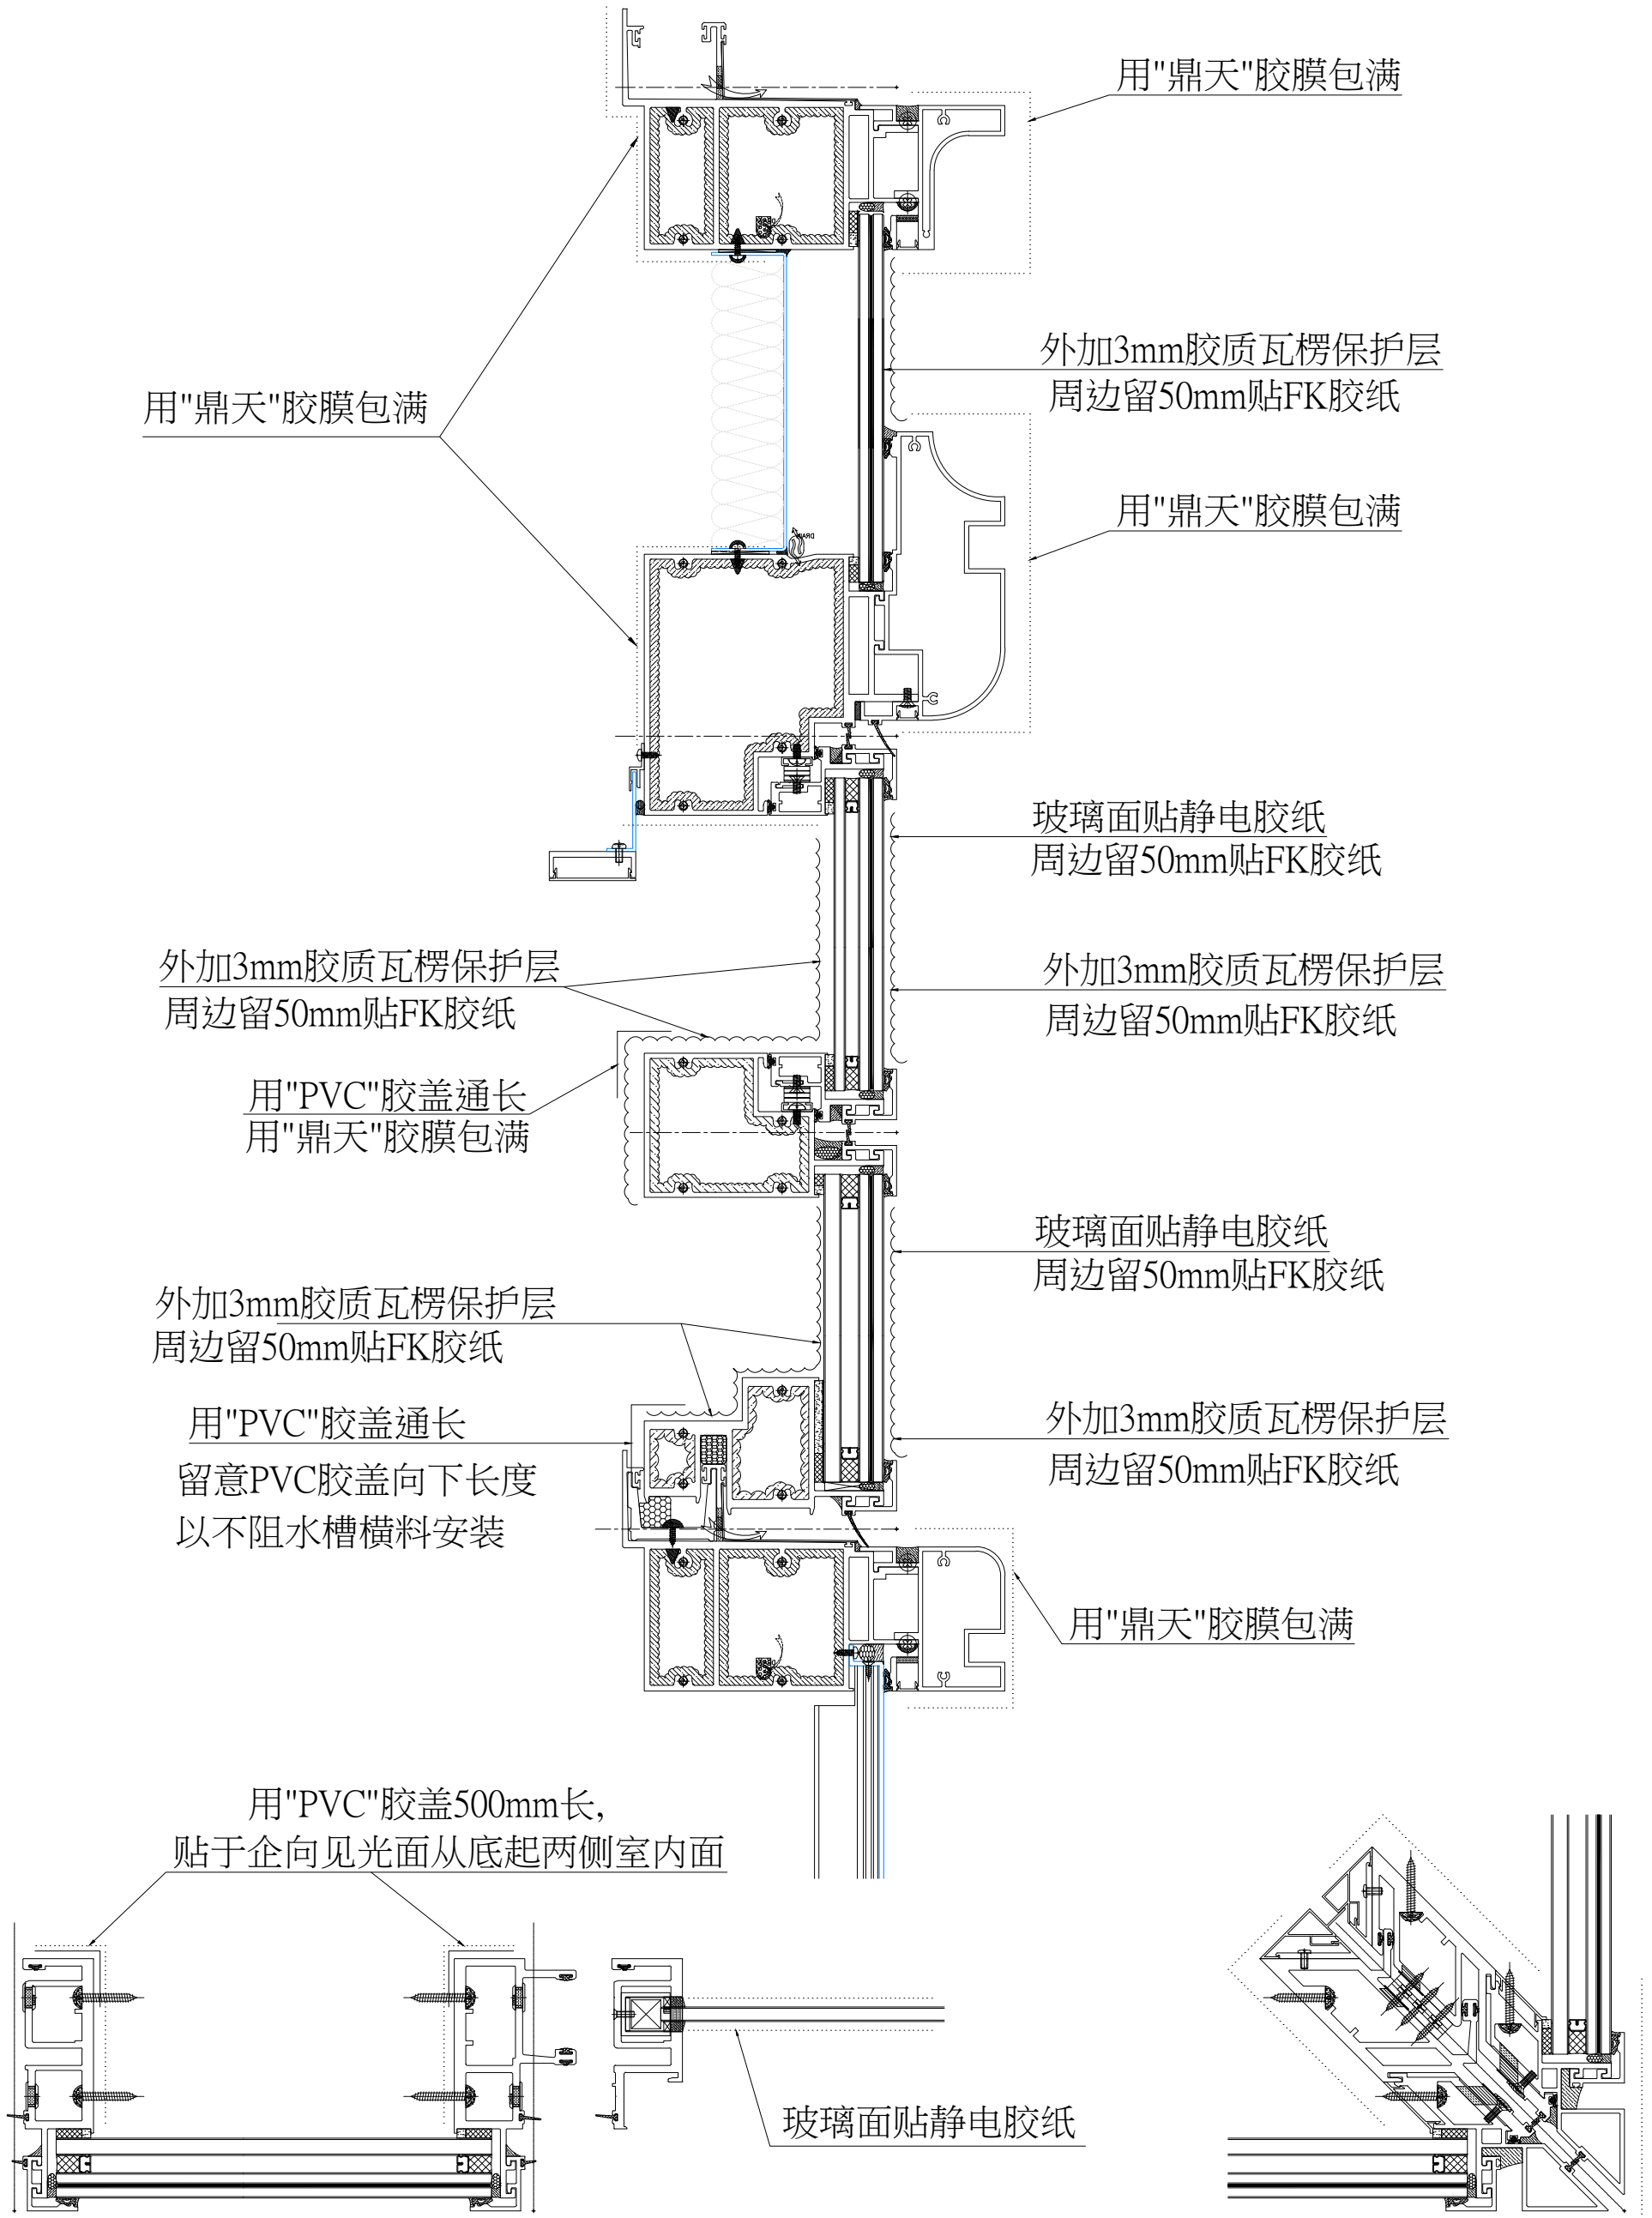 用"鼎天"胶膜包满
外加3mm胶质瓦楞保护层
周边留50mm贴FK胶纸
用"鼎天"胶膜包满
用"鼎天"胶膜包满
DRAIN
玻璃面贴静电胶纸
周边留50mm贴FK胶纸
外加3mm胶质瓦楞保护层
周边留50mm贴FK胶纸
外加3mm胶质瓦楞保护层
周边留50mm贴FK胶纸
用"PVC"胶盖通长
用"鼎天"胶膜包满
玻璃面贴静电胶纸
周边留50mm贴FK胶纸
外加3mm胶质瓦楞保护层
周边留50mm贴FK胶纸
用"PVC"胶盖通长
留意PVC胶盖向下长度
以不阻水槽横料安装
外加3mm胶质瓦楞保护层
周边留50mm贴FK胶纸
用"鼎天"胶膜包满
用"PVC"胶盖500mm长,
贴于企向见光面从底起两侧室内面
玻璃面贴静电胶纸